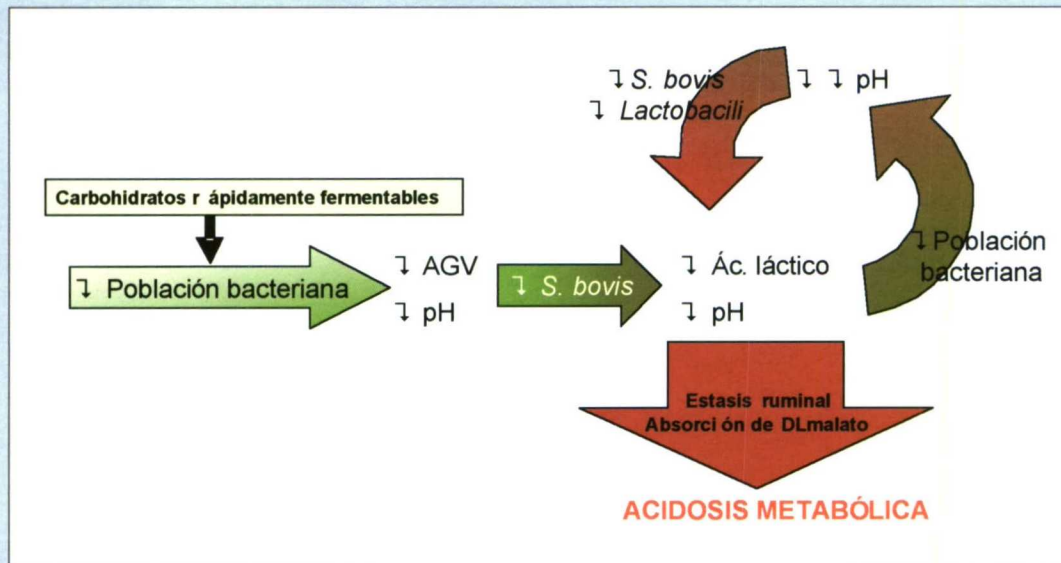 ↴ S. bovis
↴ Lactobacili
↴ ↴ pH
Carbohidratos r ápidamente fermentables
↴ Población bacteriana
↴ AGV
↴ pH
↴ S. bovis
↴ Ác. láctico
↴ pH
↴ Población
bacteriana
Estasis ruminal
Absorci ón de DLmalato
ACIDOSIS METABÓLICA